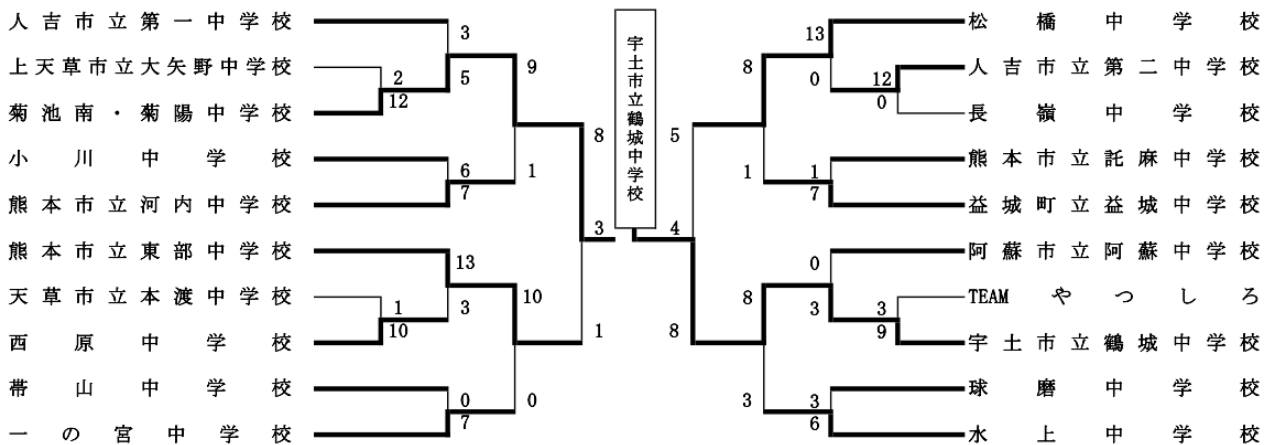 人吉市立第一中学校
上天草市立大矢野中学校
菊池南・菊陽中学校
小川中学校
熊本市立河内中学校
熊本市立東部中学校
天草市立本渡中学校
西原中学校
帯山中学校
一の宮中学校
3
2
5
12
9
6
7
1
8
3
13
1
3
10
10
1
0
7
0
宇土市立鶴城中学校
13
8
0
12
0
5
1
1
7
4
0
8
3
3
9
8
3
3
6
松橋中学校
人吉市立第二中学校
長嶺中学校
熊本市立託麻中学校
益城町立益城中学校
阿蘇市立阿蘇中学校
TEAMやつしろ
宇土市立鶴城中学校
球磨中学校
水上中学校